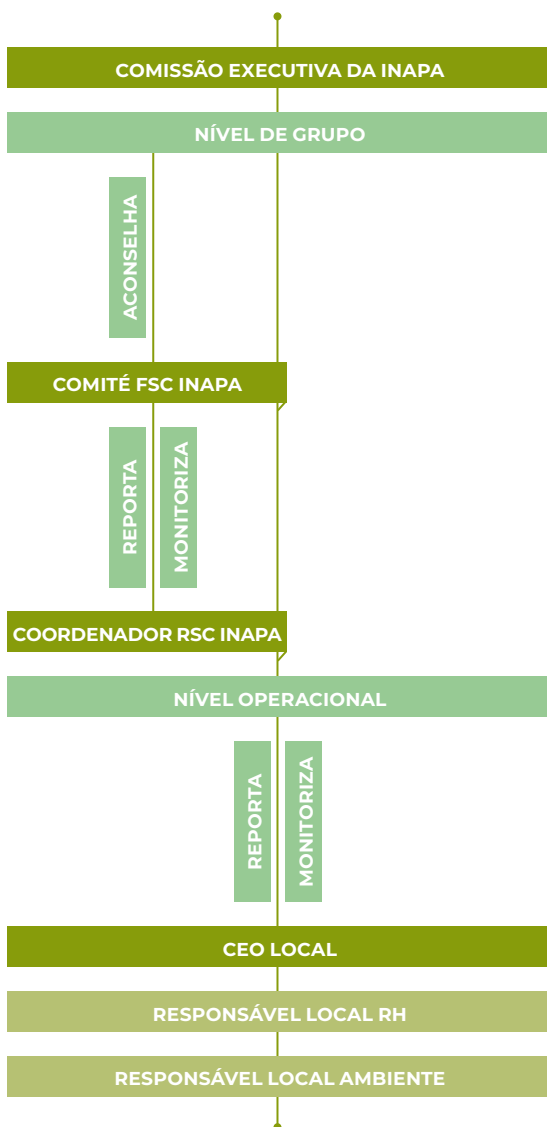 COMISSÃO EXECUTIVA DA INAPA
NÍVEL DE GRUPO
ACONSELHA
COMITÉ FSC INAPA
REPORTA
MONITORIZA
COORDENADOR RSC INAPA
NÍVEL OPERACIONAL
REPORTA
MONITORIZA
CEO LOCAL
RESPONSÁVEL LOCAL RH
RESPONSÁVEL LOCAL AMBIENTE